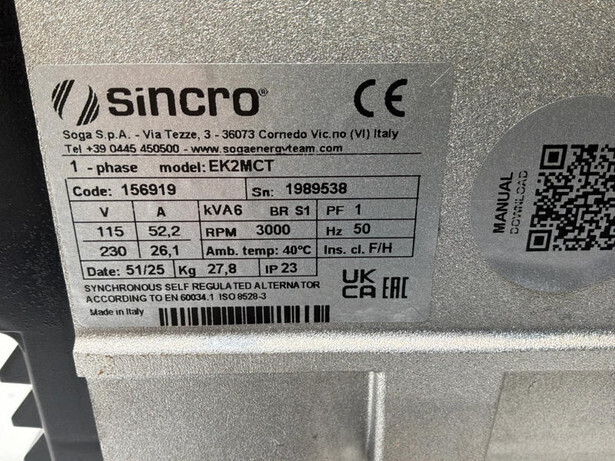 sincro® CE
Soga S.p.A. - Via Tezze, 3 - 36073 Cornedo Vic.no (VI) Italy
Tel +39 0445 450500 - www.sogaenergyteam.com
1 - phase model: EK2MCT
Code: 156919 Sn: 1989538
V A kVA6 BR S1 PF 1
115 52,2 RPM 3000 Hz 50
230 26,1 Amb. temp: 40°C Ins. cl. F/H
Date: 51/25 Kg 27,8 IP 23
SYNCHRONOUS SELF REGULATED ALTERNATOR
ACCORDING TO EN 60034.1 ISO 8528-3
Made in Italy
UK
CA EAC
MANUAL
DOWNLOAD